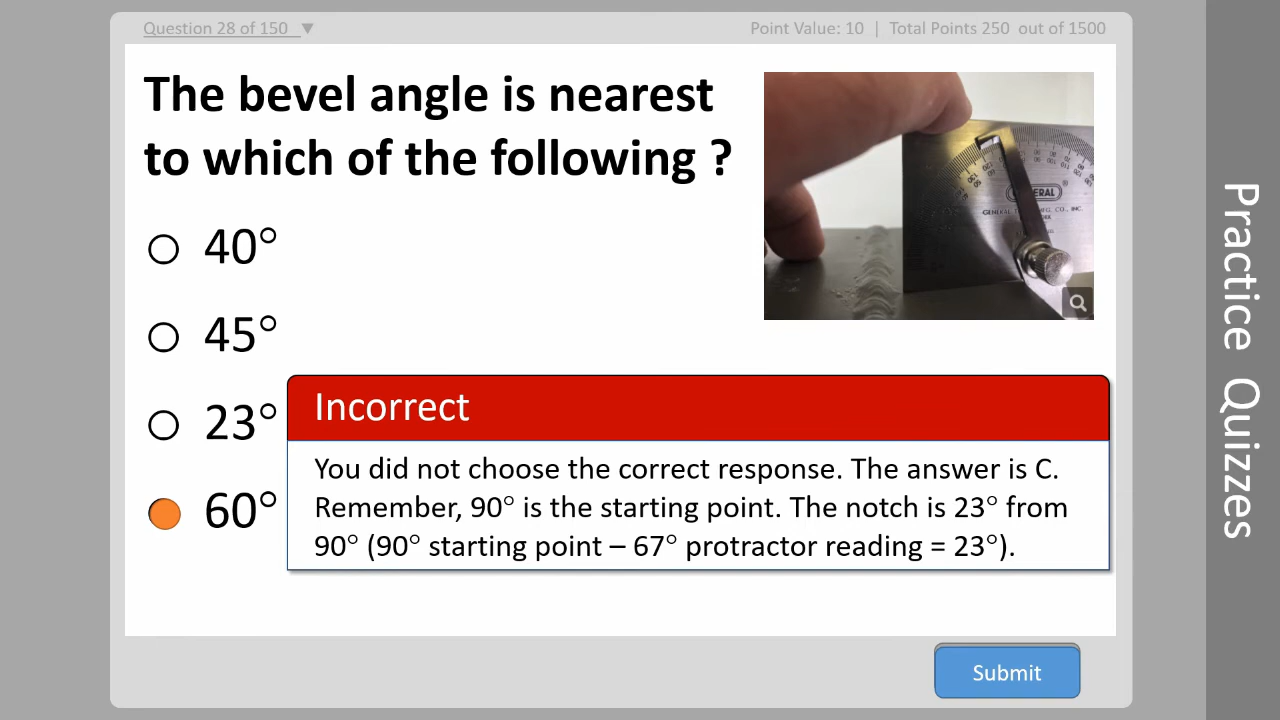 Question 28 of 150 ▼
Point Value: 10 | Total Points 250 out of 1500
The bevel angle is nearest
to which of the following ?
40°
45°
23°
60°
GENERAL
Incorrect
You did not choose the correct response. The answer is C.
Remember, 90° is the starting point. The notch is 23° from
90° (90° starting point – 67° protractor reading = 23°).
Submit
Practice Quizzes